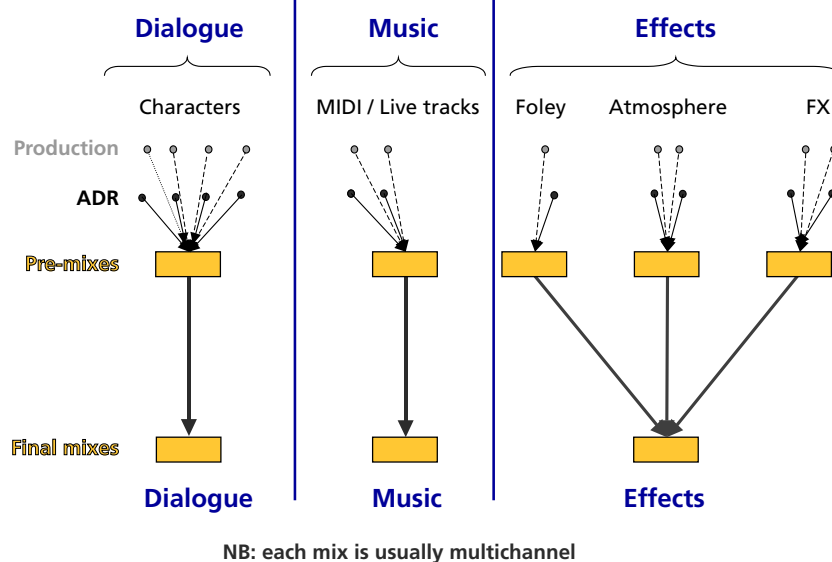 Dialogue
Music
Effects
Characters
MIDI / Live tracks
Foley
Atmosphere
FX
Production
ADR
Pre-mixes
Final mixes
Dialogue
Music
Effects
NB: each mix is usually multichannel